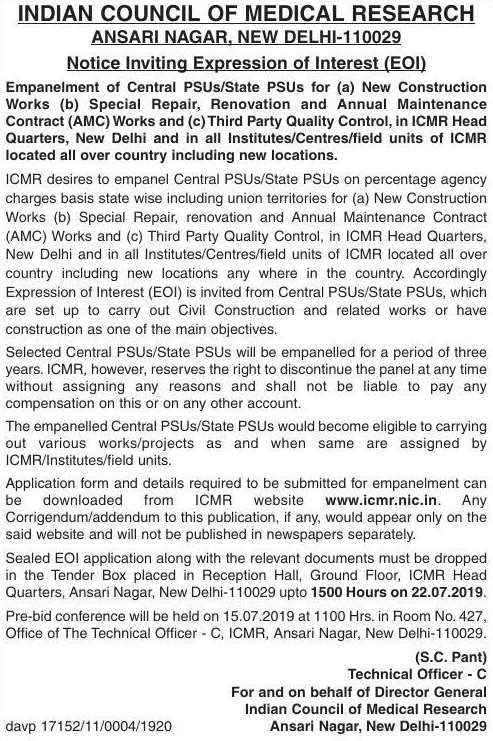 INDIAN COUNCIL OF MEDICAL RESEARCH
ANSARI NAGAR, NEW DELHI-110029
Notice Inviting Expression of Interest (EOI)
Empanelment of Central PSUs/State PSUs for (a) New Construction
Works (b) Special Repair, Renovation and Annual Maintenance
Contract (AMC) Works and (c) Third Party Quality Control, in ICMR Head
Quarters, New Delhi and in all Institutes/Centres/field units of ICMR
located all over country including new locations.
ICMR desires to empanel Central PSUs/State PSUs on percentage agency
charges basis state wise including union territories for (a) New Construction
Works (b) Special Repair, renovation and Annual Maintenance Contract
(AMC) Works and (c) Third Party Quality Control, in ICMR Head Quarters,
New Delhi and in all Institutes/Centres/field units of ICMR located all over
country including new locations any where in the country. Accordingly
Expression of Interest (EOI) is invited from Central PSUs/State PSUs, which
are set up to carry out Civil Construction and related works or have
construction as one of the main objectives.
Selected Central PSUs/State PSUs will be empanelled for a period of three
years. ICMR, however, reserves the right to discontinue the panel at any time
without assigning any reasons and shall not be liable to pay any
compensation on this or on any other account.
The empanelled Central PSUs/State PSUs would become eligible to carrying
out various works/projects as and when same are assigned by
ICMR/Institutes/field units.
Application form and details required to be submitted for empanelment can
be downloaded from ICMR website www.icmr.nic.in. Any
Corrigendum/addendum to this publication, if any, would appear only on the
said website and will not be published in newspapers separately.
Sealed EOI application along with the relevant documents must be dropped
in the Tender Box placed in Reception Hall, Ground Floor, ICMR Head
Quarters, Ansari Nagar, New Delhi-110029 upto 1500 Hours on 22.07.2019.
Pre-bid conference will be held on 15.07.2019 at 1100 Hrs. in Room No. 427,
Office of The Technical Officer - C, ICMR, Ansari Nagar, New Delhi-110029.
(S.C. Pant)
Technical Officer - C
For and on behalf of Director General
Indian Council of Medical Research
davp 17152/11/0004/1920 Ansari Nagar, New Delhi-110029